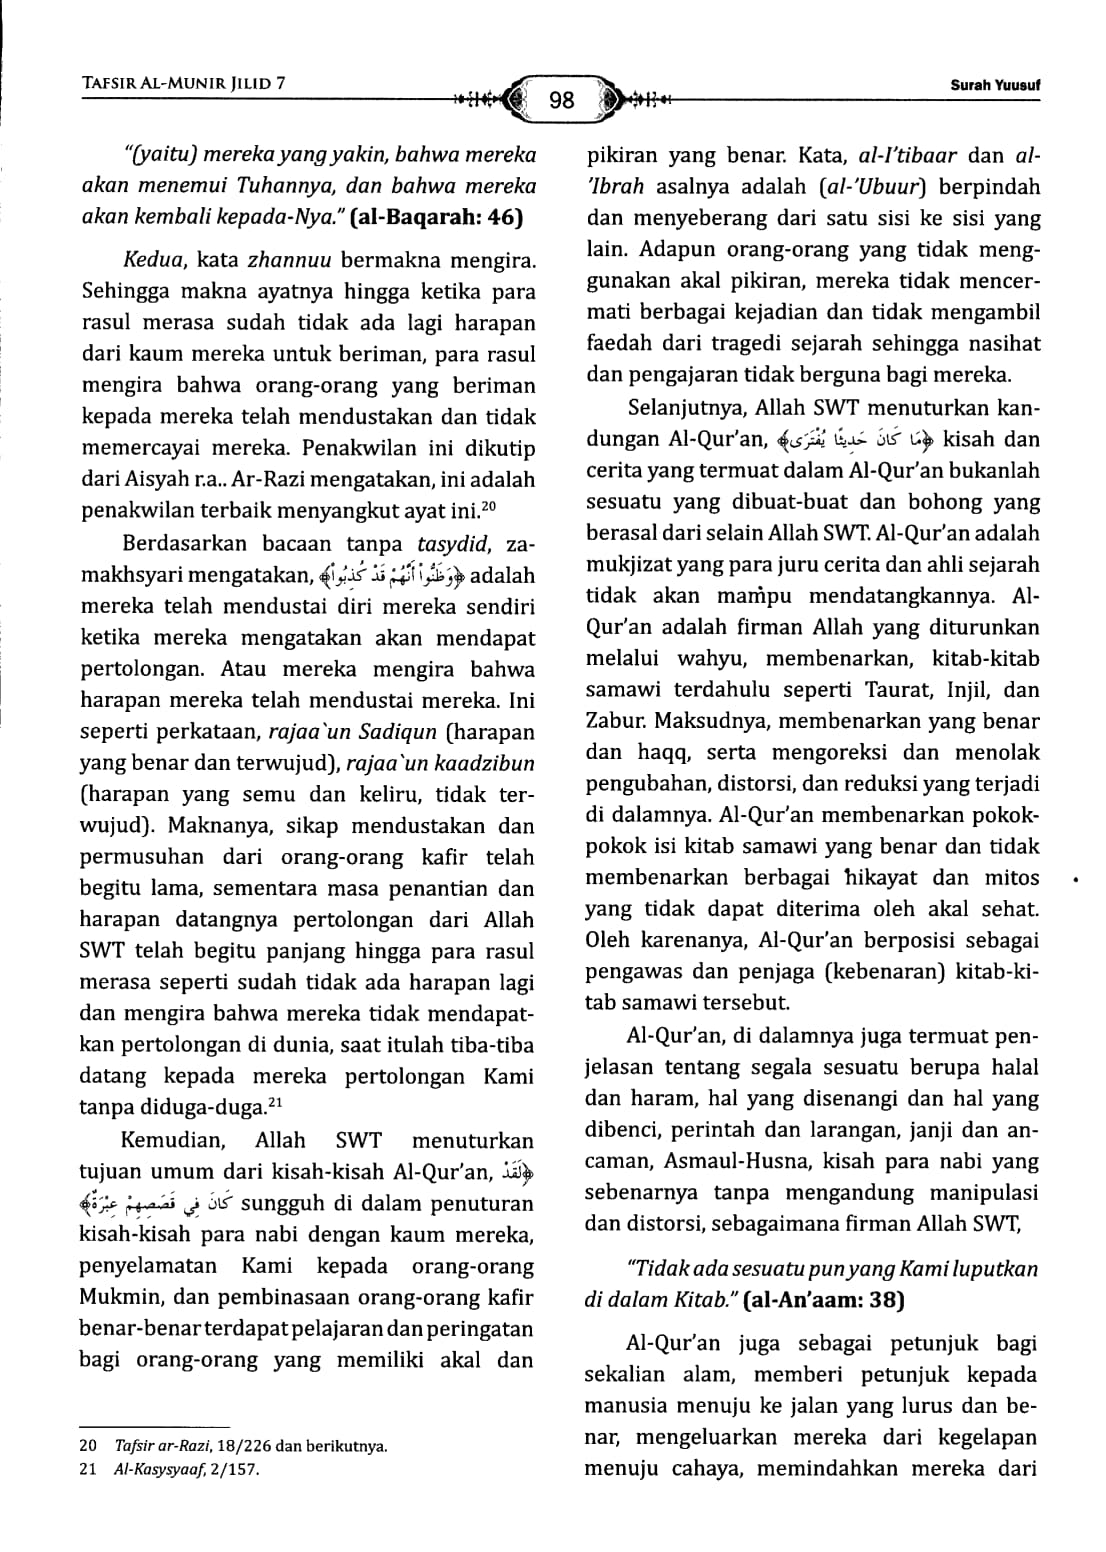 TAFSIR AL-MUNIR JILID 7
98
Surah Yuusuf
“(yaitu) mereka yang yakin, bahwa mereka
akan menemui Tuhannya, dan bahwa mereka
akan kembali kepada-Nya.” (al-Baqarah: 46)
Kedua, kata zhannuu bermakna mengira.
Sehingga makna ayatnya hingga ketika para
rasul merasa sudah tidak ada lagi harapan
dari kaum mereka untuk beriman, para rasul
mengira bahwa orang-orang yang beriman
kepada mereka telah mendustakan dan tidak
memercayai mereka. Penakwilan ini dikutip
dari Aisyah r.a.. Ar-Razi mengatakan, ini adalah
penakwilan terbaik menyangkut ayat ini.²⁰
Berdasarkan bacaan tanpa tasydid, za-
makhsyari mengatakan, ﴿وَظَنُّوا أَنَّهُمْ قَدْ كُذِبُوا﴾ adalah
mereka telah mendustai diri mereka sendiri
ketika mereka mengatakan akan mendapat
pertolongan. Atau mereka mengira bahwa
harapan mereka telah mendustai mereka. Ini
seperti perkataan, rajaa`un Sadiqun (harapan
yang benar dan terwujud), rajaa`un kaadzibun
(harapan yang semu dan keliru, tidak ter-
wujud). Maknanya, sikap mendustakan dan
permusuhan dari orang-orang kafir telah
begitu lama, sementara masa penantian dan
harapan datangnya pertolongan dari Allah
SWT telah begitu panjang hingga para rasul
merasa seperti sudah tidak ada harapan lagi
dan mengira bahwa mereka tidak mendapat-
kan pertolongan di dunia, saat itulah tiba-tiba
datang kepada mereka pertolongan Kami
tanpa diduga-duga.²¹
Kemudian, Allah SWT menuturkan
tujuan umum dari kisah-kisah Al-Qur’an, ﴿لَقَدْ
كَانَ فِي قَصَصِهِمْ عِبْرَةٌ﴾ sungguh di dalam penuturan
kisah-kisah para nabi dengan kaum mereka,
penyelamatan Kami kepada orang-orang
Mukmin, dan pembinasaan orang-orang kafir
benar-benar terdapat pelajaran dan peringatan
bagi orang-orang yang memiliki akal dan
20 Tafsir ar-Razi, 18/226 dan berikutnya.
21 Al-Kasysyaaf, 2/157.
pikiran yang benar. Kata, al-I’tibaar dan al-
’Ibrah asalnya adalah (al-’Ubuur) berpindah
dan menyeberang dari satu sisi ke sisi yang
lain. Adapun orang-orang yang tidak meng-
gunakan akal pikiran, mereka tidak mencer-
mati berbagai kejadian dan tidak mengambil
faedah dari tragedi sejarah sehingga nasihat
dan pengajaran tidak berguna bagi mereka.
Selanjutnya, Allah SWT menuturkan kan-
dungan Al-Qur’an, ﴿مَا كَانَ حَدِيثًا يُفْتَرَى﴾ kisah dan
cerita yang termuat dalam Al-Qur’an bukanlah
sesuatu yang dibuat-buat dan bohong yang
berasal dari selain Allah SWT. Al-Qur’an adalah
mukjizat yang para juru cerita dan ahli sejarah
tidak akan mampu mendatangkannya. Al-
Qur’an adalah firman Allah yang diturunkan
melalui wahyu, membenarkan, kitab-kitab
samawi terdahulu seperti Taurat, Injil, dan
Zabur. Maksudnya, membenarkan yang benar
dan haqq, serta mengoreksi dan menolak
pengubahan, distorsi, dan reduksi yang terjadi
di dalamnya. Al-Qur’an membenarkan pokok-
pokok isi kitab samawi yang benar dan tidak
membenarkan berbagai hikayat dan mitos
yang tidak dapat diterima oleh akal sehat.
Oleh karenanya, Al-Qur’an berposisi sebagai
pengawas dan penjaga (kebenaran) kitab-ki-
tab samawi tersebut.
Al-Qur’an, di dalamnya juga termuat pen-
jelasan tentang segala sesuatu berupa halal
dan haram, hal yang disenangi dan hal yang
dibenci, perintah dan larangan, janji dan an-
caman, Asmaul-Husna, kisah para nabi yang
sebenarnya tanpa mengandung manipulasi
dan distorsi, sebagaimana firman Allah SWT,
“Tidak ada sesuatu pun yang Kami luputkan
di dalam Kitab.” (al-An’aam: 38)
Al-Qur’an juga sebagai petunjuk bagi
sekalian alam, memberi petunjuk kepada
manusia menuju ke jalan yang lurus dan be-
nar, mengeluarkan mereka dari kegelapan
menuju cahaya, memindahkan mereka dari